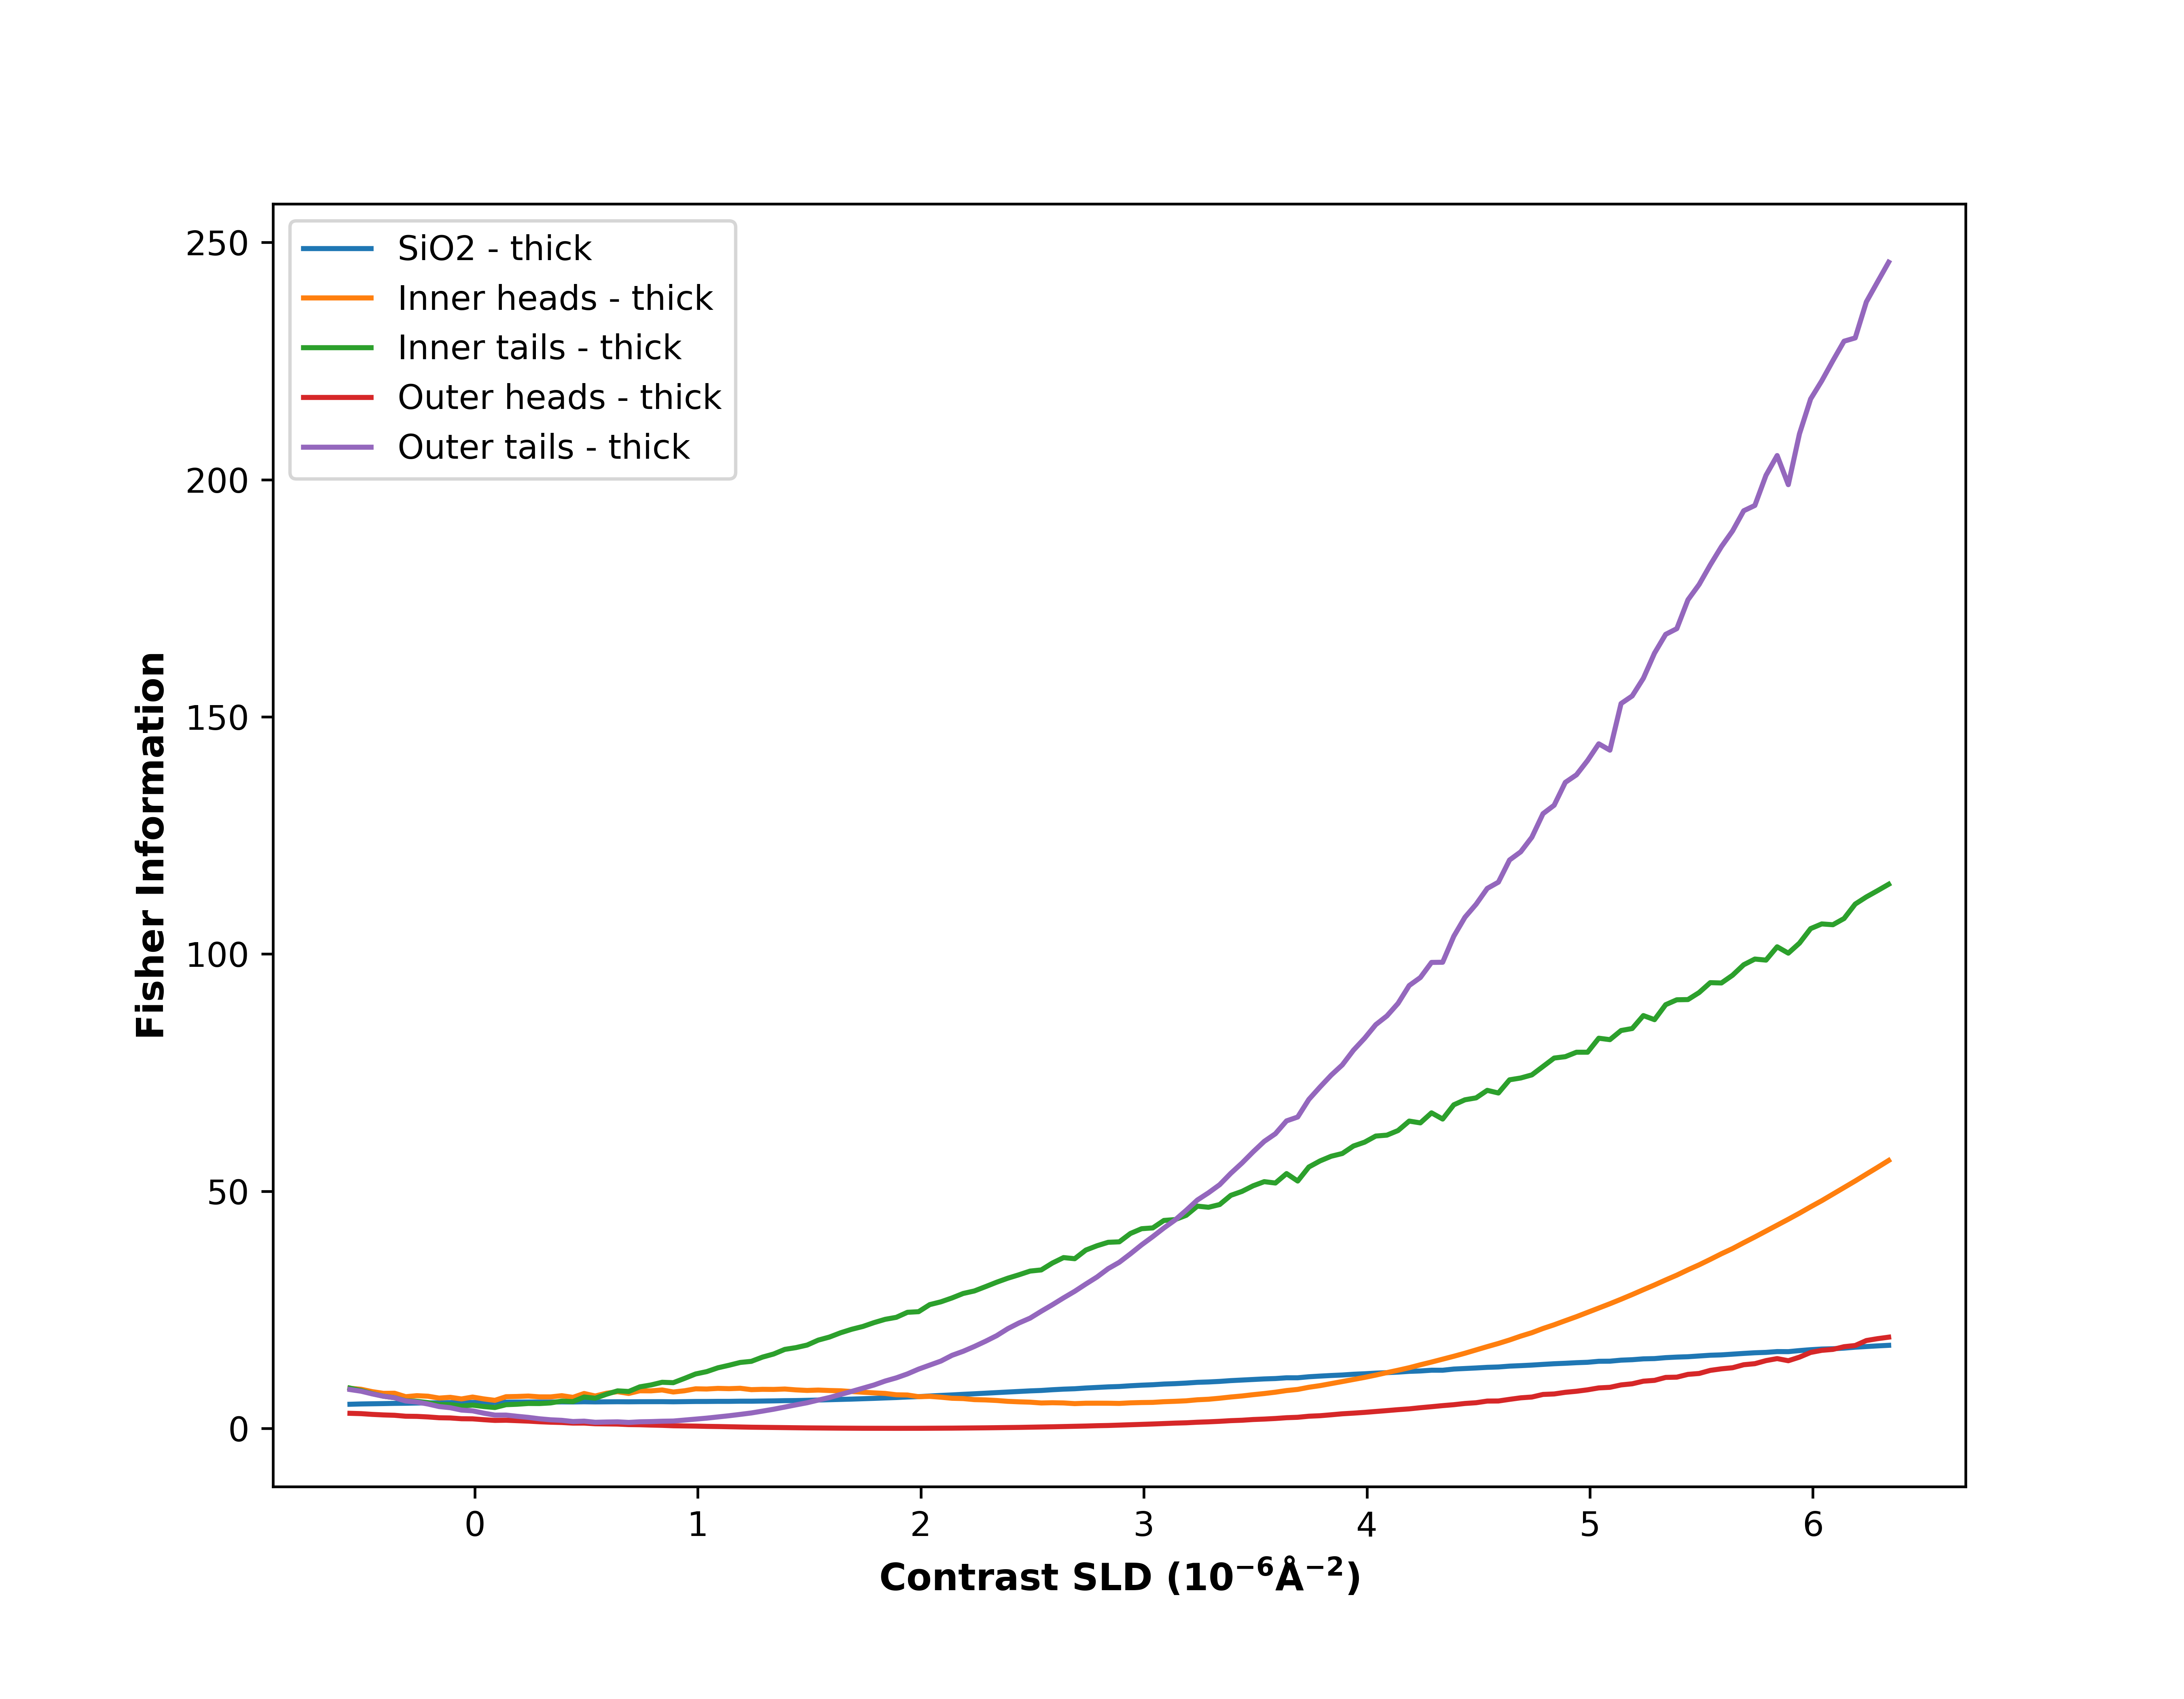 SiO2 - thick
Inner heads - thick
Inner tails - thick
Outer heads - thick
Outer tails - thick
250
200
150
100
50
0
Fisher Information
0 1 2 3 4 5 6
Contrast SLD (10⁻⁶Å⁻²)